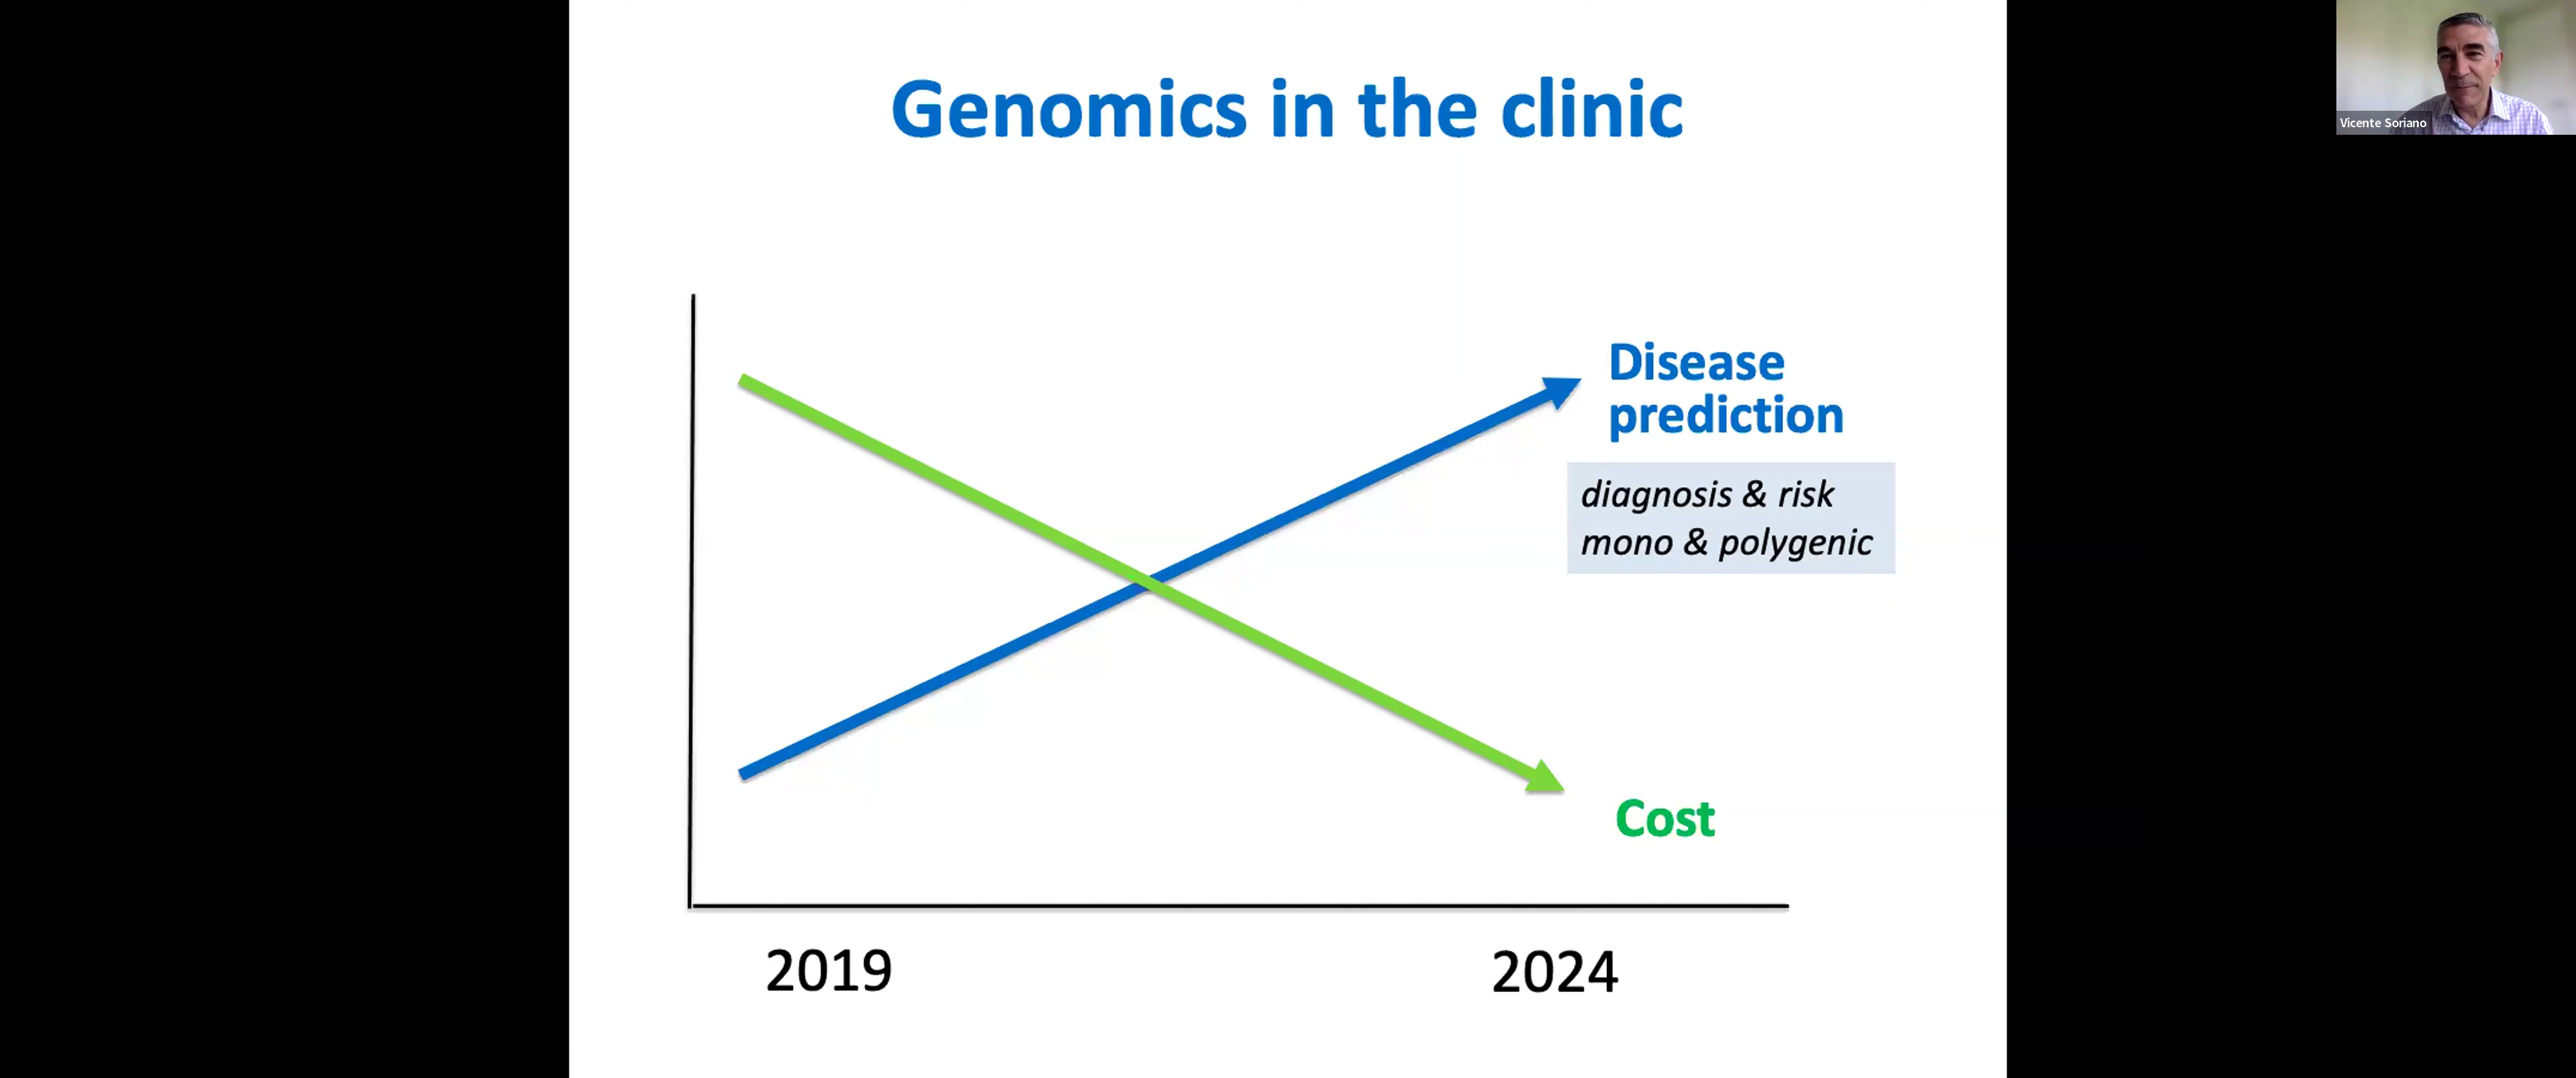 Genomics in the clinic
Vicente Soriano
Disease
prediction
diagnosis & risk
mono & polygenic
Cost
2019
2024